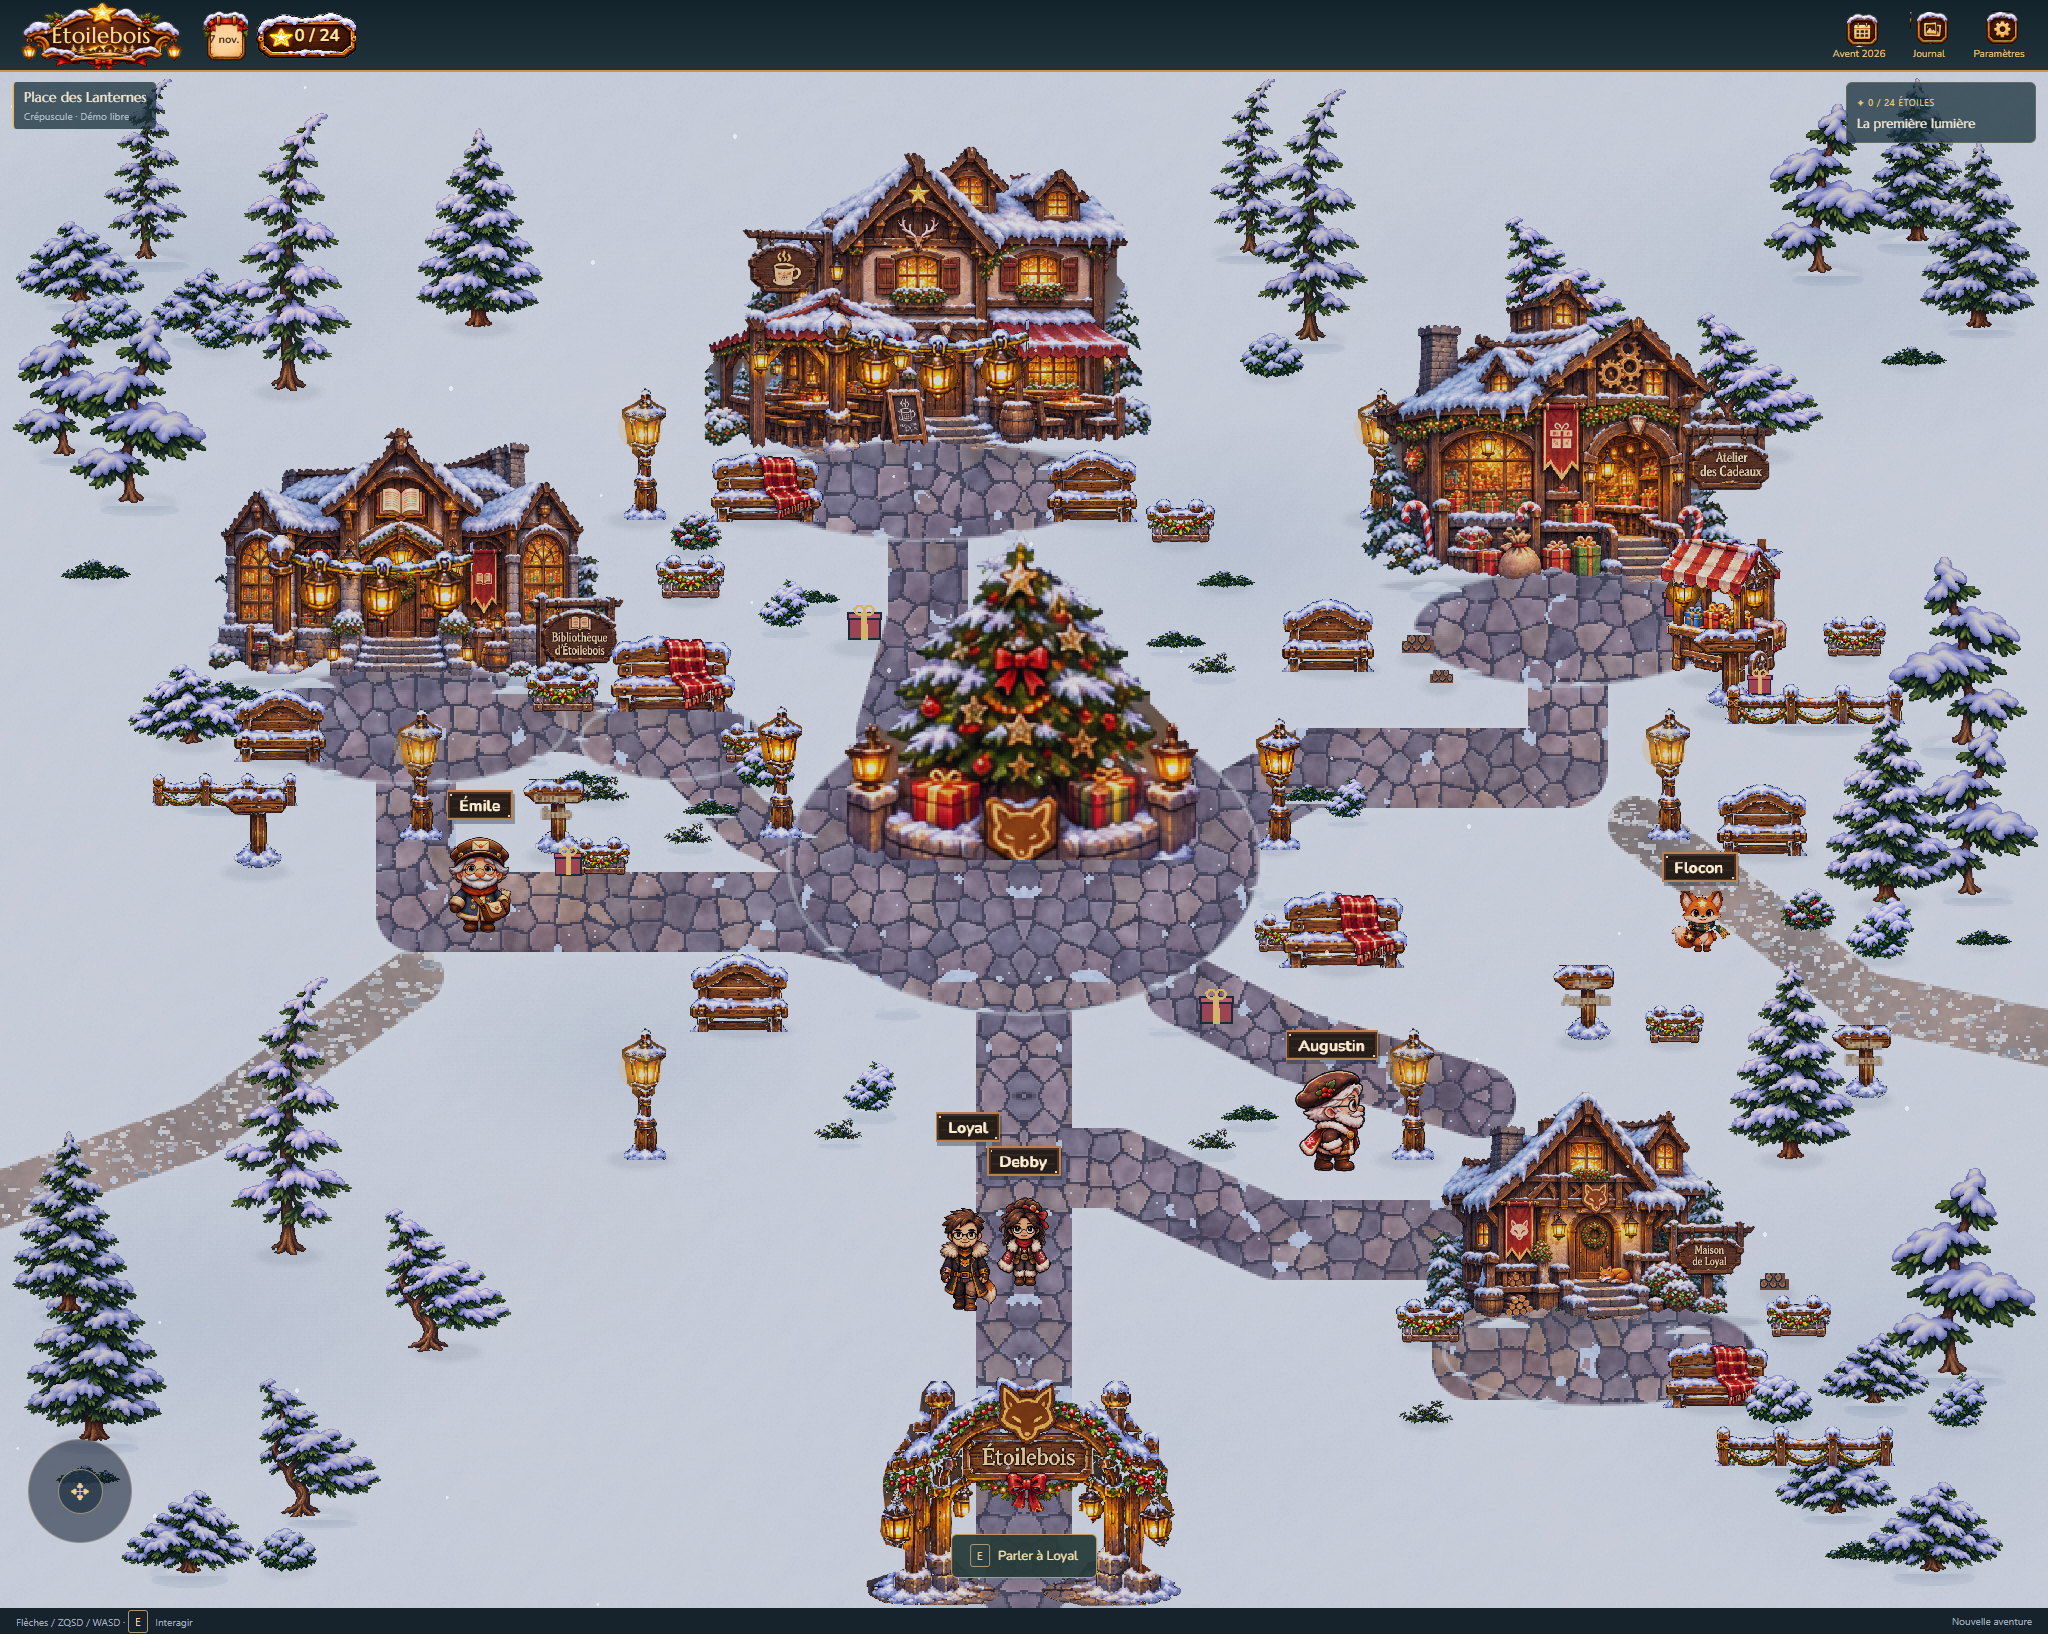 Étoilebois
7 nov.
0 / 24
Avent 2026
Journal
Paramètres
Place des Lanternes
Crépuscule · Démo libre
0 / 24 ÉTOILES
La première lumière
Atelier
des Cadeaux
Bibliothèque
d'Étoilebois
Émile
Flocon
Augustin
Loyal
Debby
Maison
de Loyal
Étoilebois
E Parler à Loyal
Flèches / ZQSD / WASD · E Interagir
Nouvelle aventure